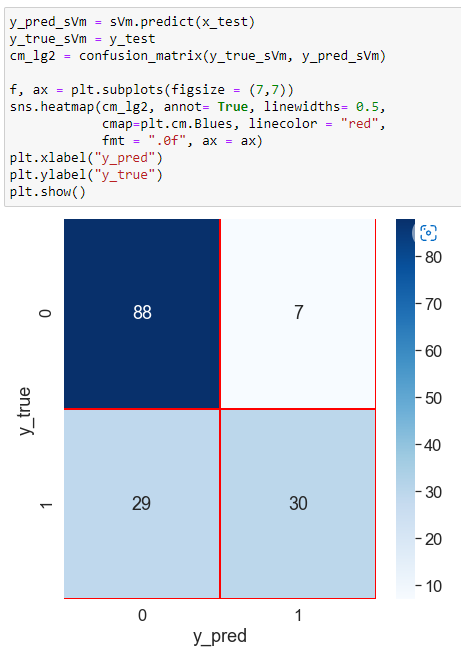 y_pred_sVm = sVm.predict(x_test)
y_true_sVm = y_test
cm_lg2 = confusion_matrix(y_true_sVm, y_pred_sVm)
f, ax = plt.subplots(figsize = (7,7))
sns.heatmap(cm_lg2, annot= True, linewidths= 0.5,
cmap=plt.cm.Blues, linecolor = "red",
fmt = ".0f", ax = ax)
plt.xlabel("y_pred")
plt.ylabel("y_true")
plt.show()
y_true
0
88
7
1
29
30
0
1
y_pred
80
70
60
50
40
30
20
10